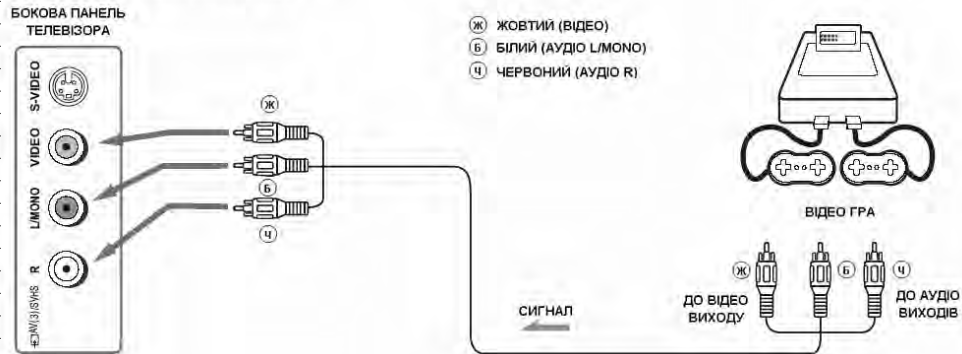 БОКОВА ПАНЕЛЬ
ТЕЛЕВІЗОРА
S-VIDEO
VIDEO
L/MONO
R
AV(3)/SVHS
Ж
Б
Ч
Ж ЖОВТИЙ (ВІДЕО)
Б БІЛИЙ (АУДІО L/MONO)
Ч ЧЕРВОНИЙ (АУДІО R)
ВІДЕО ГРА
Ж
Б
Ч
ДО ВІДЕО
ВИХОДУ
ДО АУДІО
ВИХОДІВ
СИГНАЛ